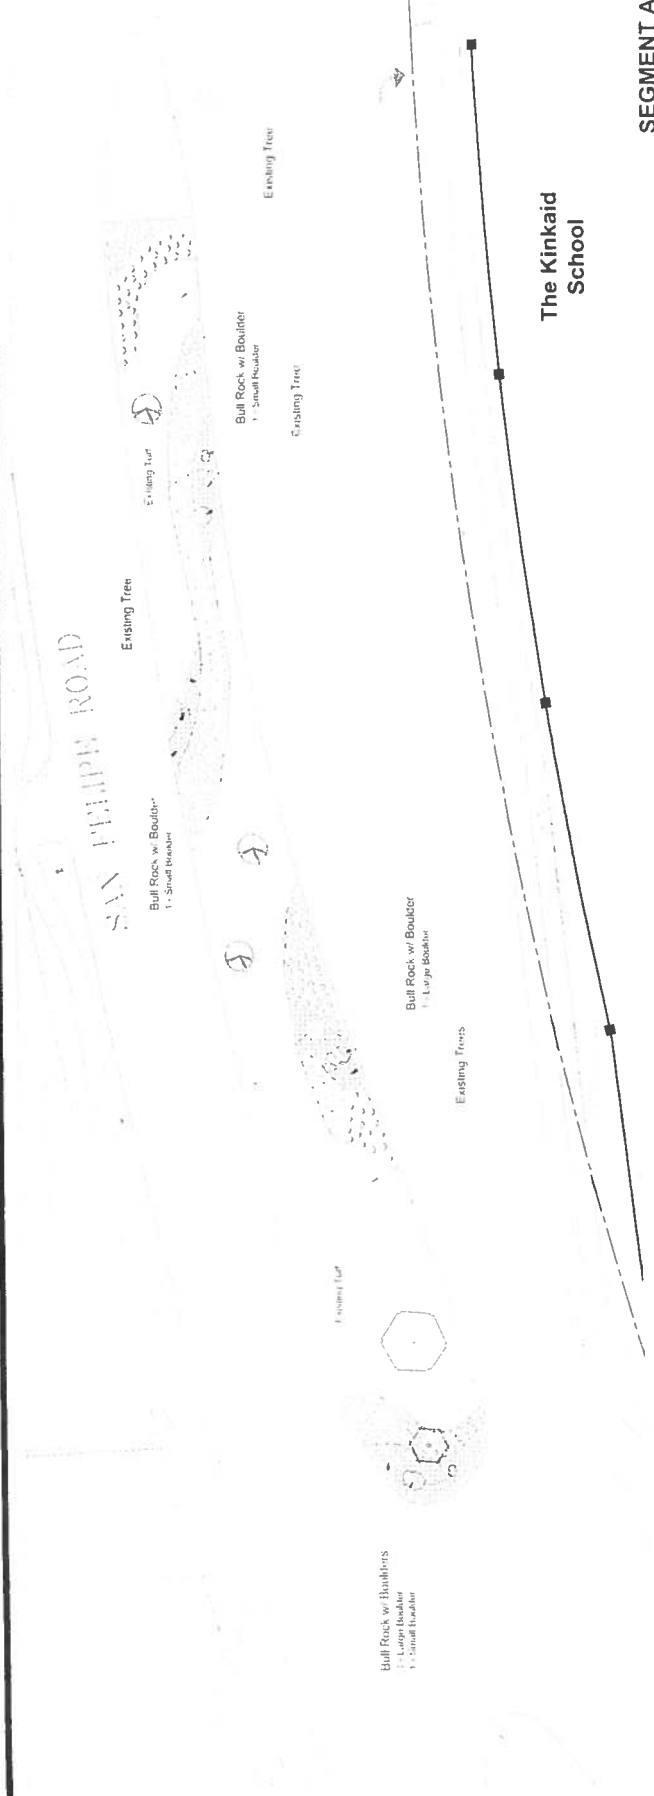 SEGMENT A
Existing Tree
The Kinkaid
School
Bull Rock w/ Boulder
1 - Small Boulder
Existing Tree
Existing Turf
Existing Tree
SAN FELIPE ROAD
Bull Rock w/ Boulder
1 - Small Boulder
Bull Rock w/ Boulder
1 - Large Boulder
Existing Trees
Existing Turf
Bull Rock w/ Boulders
1 - Large Boulder
1 - Small Boulder